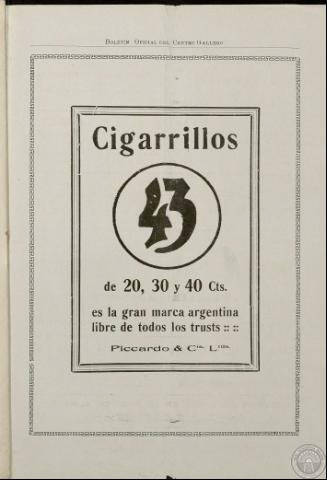 Boletin Oficial del Centro Gallego
Cigarrillos
43
de 20, 30 y 40 Cts.
es la gran marca argentina
libre de todos los trusts :: ::
Piccardo & Cía. Ltda.